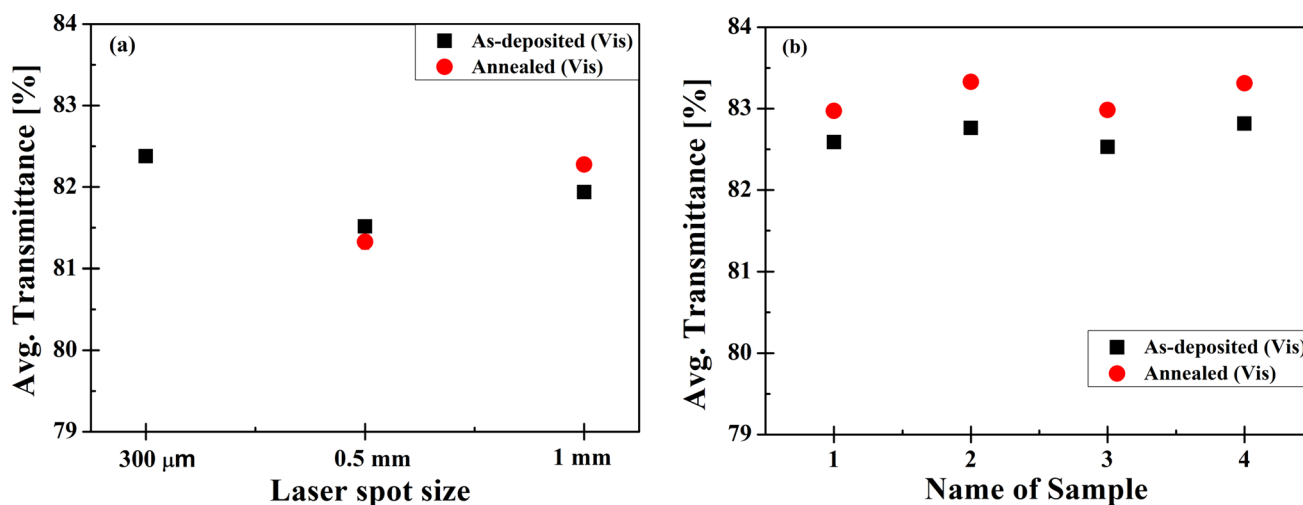 (a)
As-deposited (Vis)
Annealed (Vis)
Avg. Transmittance [%]
84
83
82
81
80
79
300 μm
0.5 mm
1 mm
Laser spot size
(b)
As-deposited (Vis)
Annealed (Vis)
Avg. Transmittance [%]
84
83
82
81
80
79
1
2
3
4
Name of Sample